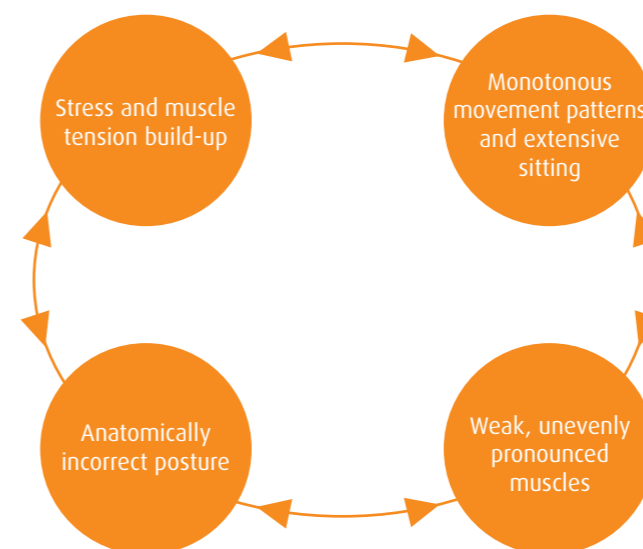 Stress and muscle
tension build-up
Monotonous
movement patterns
and extensive
sitting
Anatomically
incorrect posture
Weak, unevenly
pronounced
muscles